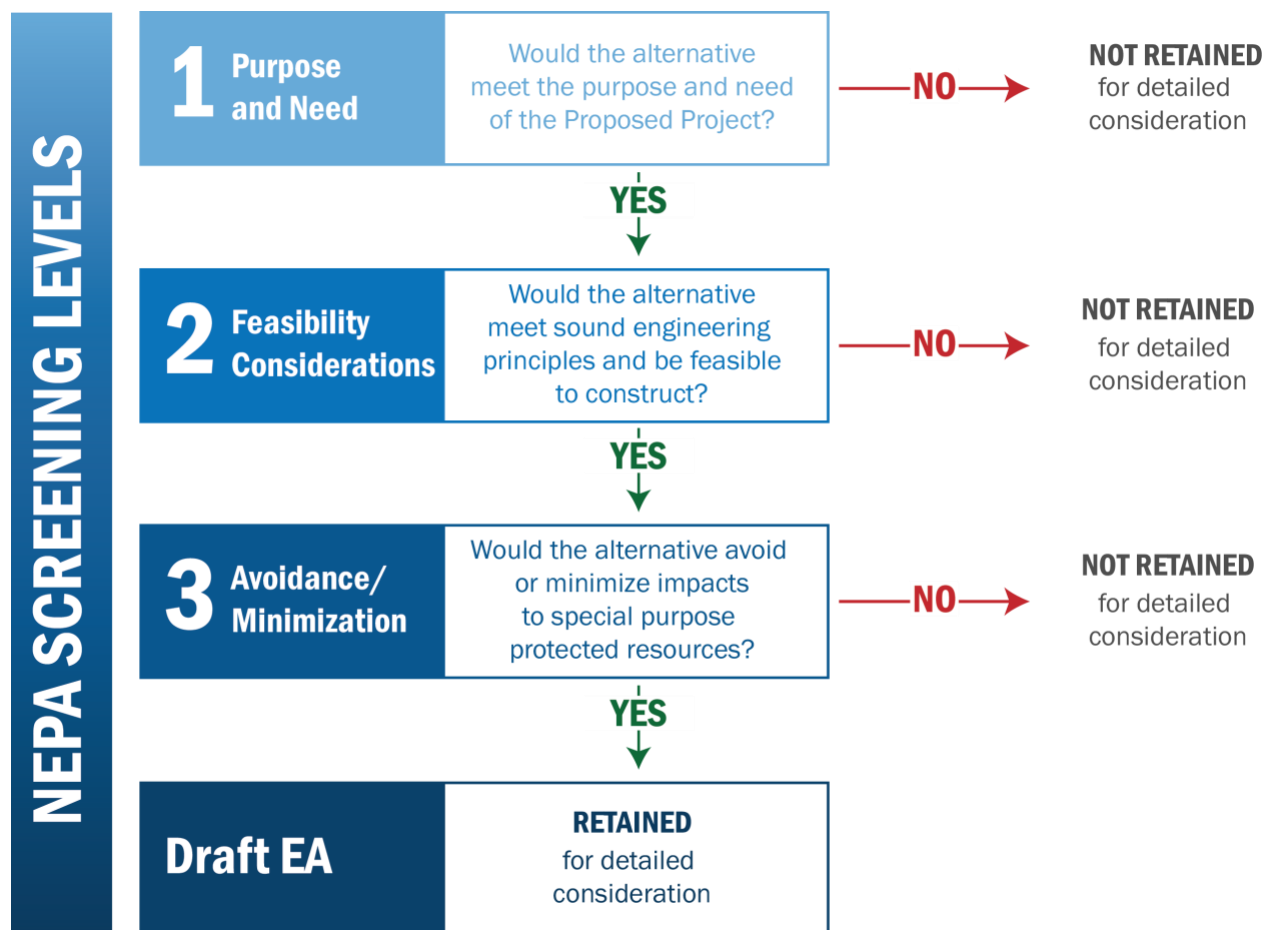 NEPA SCREENING LEVELS
1
Purpose
and Need
Would the alternative
meet the purpose and need
of the Proposed Project?
NO
NOT RETAINED
for detailed
consideration
YES
2
Feasibility
Considerations
Would the alternative
meet sound engineering
principles and be feasible
to construct?
NO
NOT RETAINED
for detailed
consideration
YES
3
Avoidance/
Minimization
Would the alternative avoid
or minimize impacts
to special purpose
protected resources?
NO
NOT RETAINED
for detailed
consideration
YES
Draft EA
RETAINED
for detailed
consideration